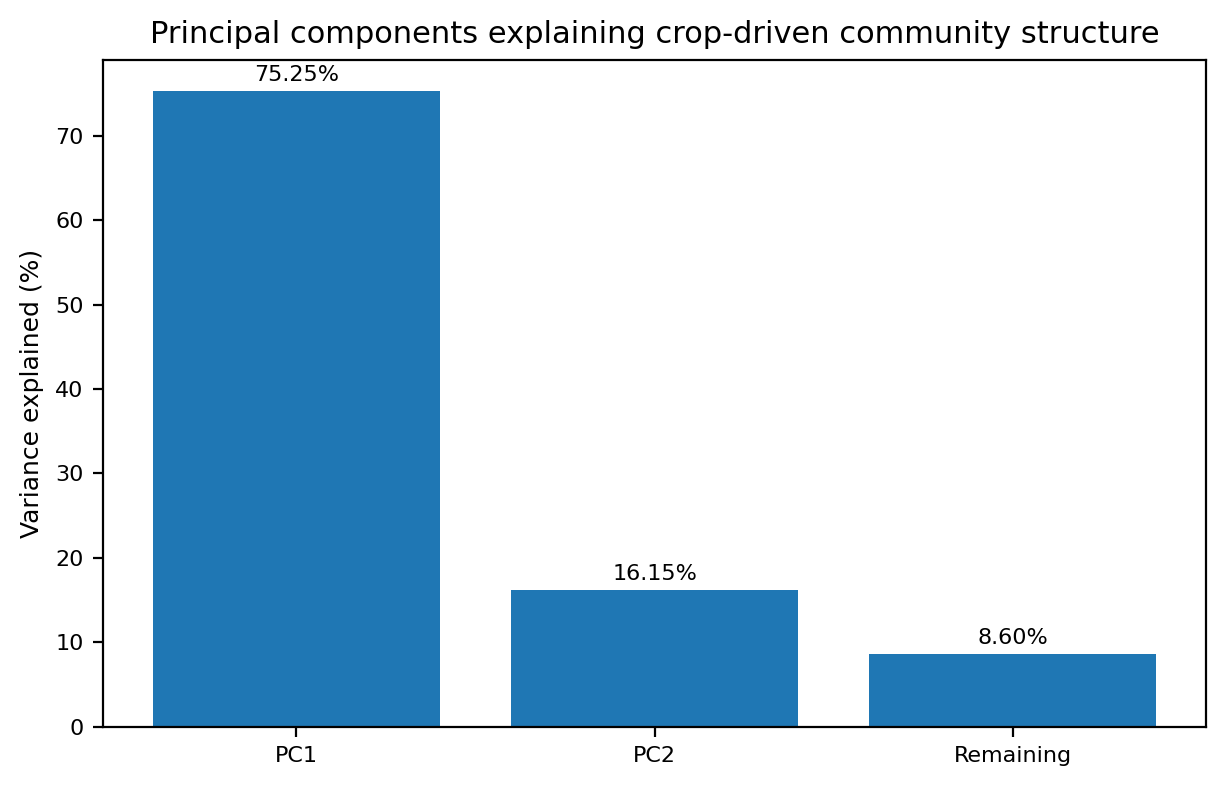 Principal components explaining crop-driven community structure
75.25%
16.15%
8.60%
Variance explained (%)
70
60
50
40
30
20
10
0
PC1
PC2
Remaining